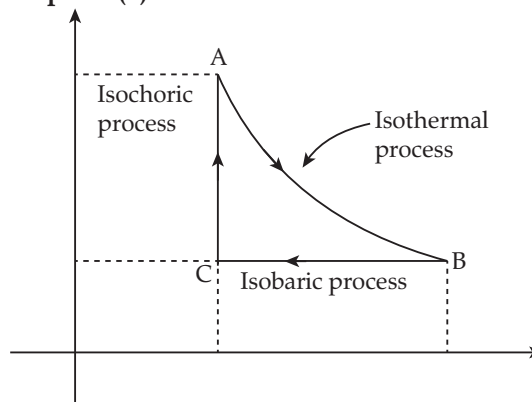 A
Isochoric
process
Isothermal
process
B
C
Isobaric process